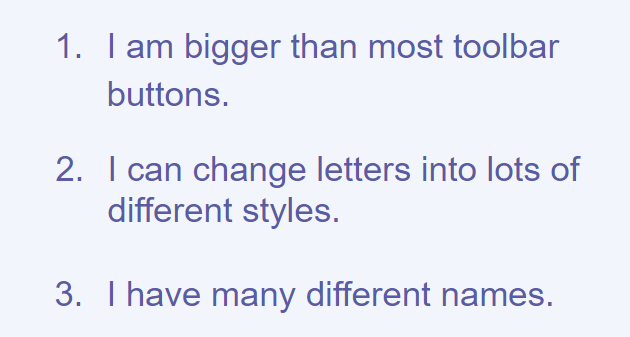 1. I am bigger than most toolbar
buttons.
2. I can change letters into lots of
different styles.
3. I have many different names.